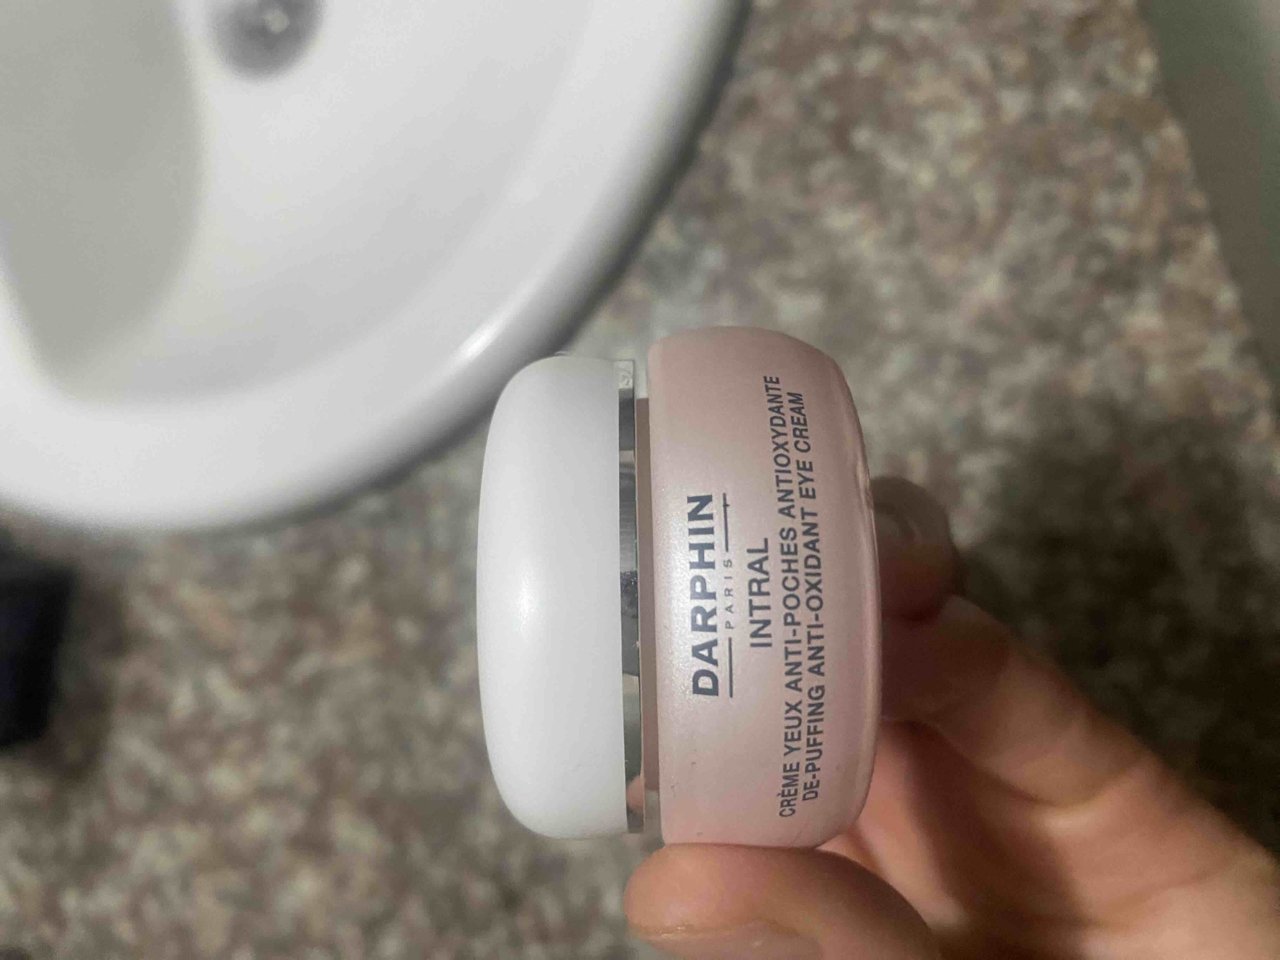 DARPHIN
PARIS
INTRAL
CRÈME YEUX ANTI-POCHES ANTIOXYDANTE
DE-PUFFING ANTI-OXIDANT EYE CREAM